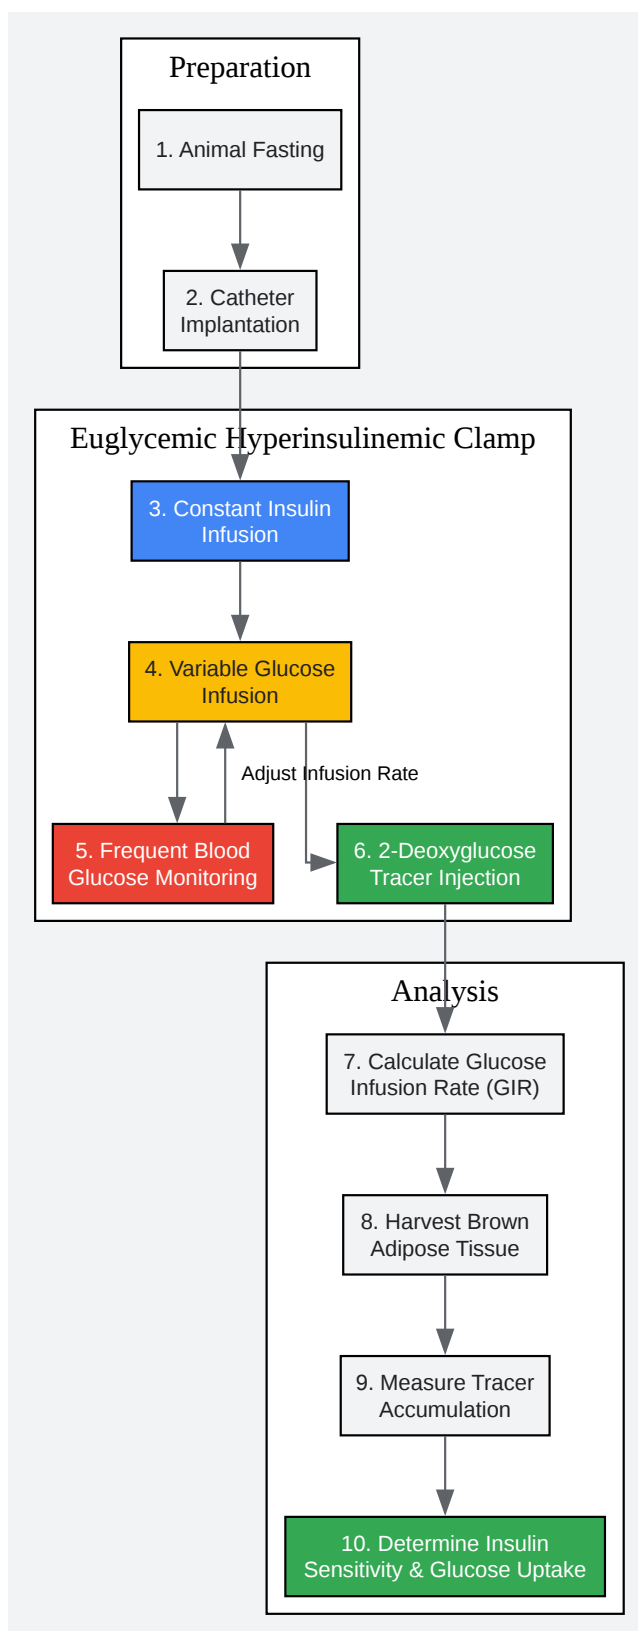 Preparation
1. Animal Fasting
2. Catheter
Implantation
Euglycemic Hyperinsulinemic Clamp
3. Constant Insulin
Infusion
4. Variable Glucose
Infusion
Adjust Infusion Rate
5. Frequent Blood
Glucose Monitoring
6. 2-Deoxyglucose
Tracer Injection
Analysis
7. Calculate Glucose
Infusion Rate (GIR)
8. Harvest Brown
Adipose Tissue
9. Measure Tracer
Accumulation
10. Determine Insulin
Sensitivity & Glucose Uptake